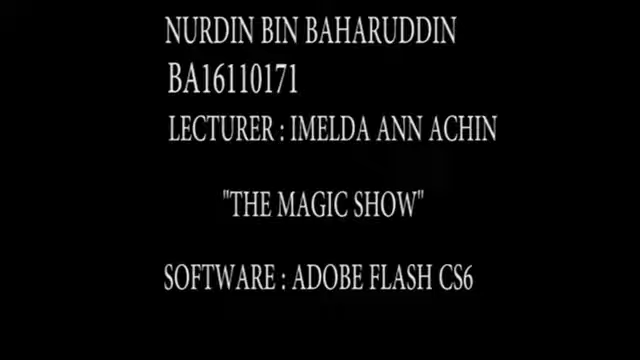 NURDIN BIN BAHARUDDIN
BA16110171
LECTURER : IMELDA ANN ACHIN
"THE MAGIC SHOW"
SOFTWARE : ADOBE FLASH CS6